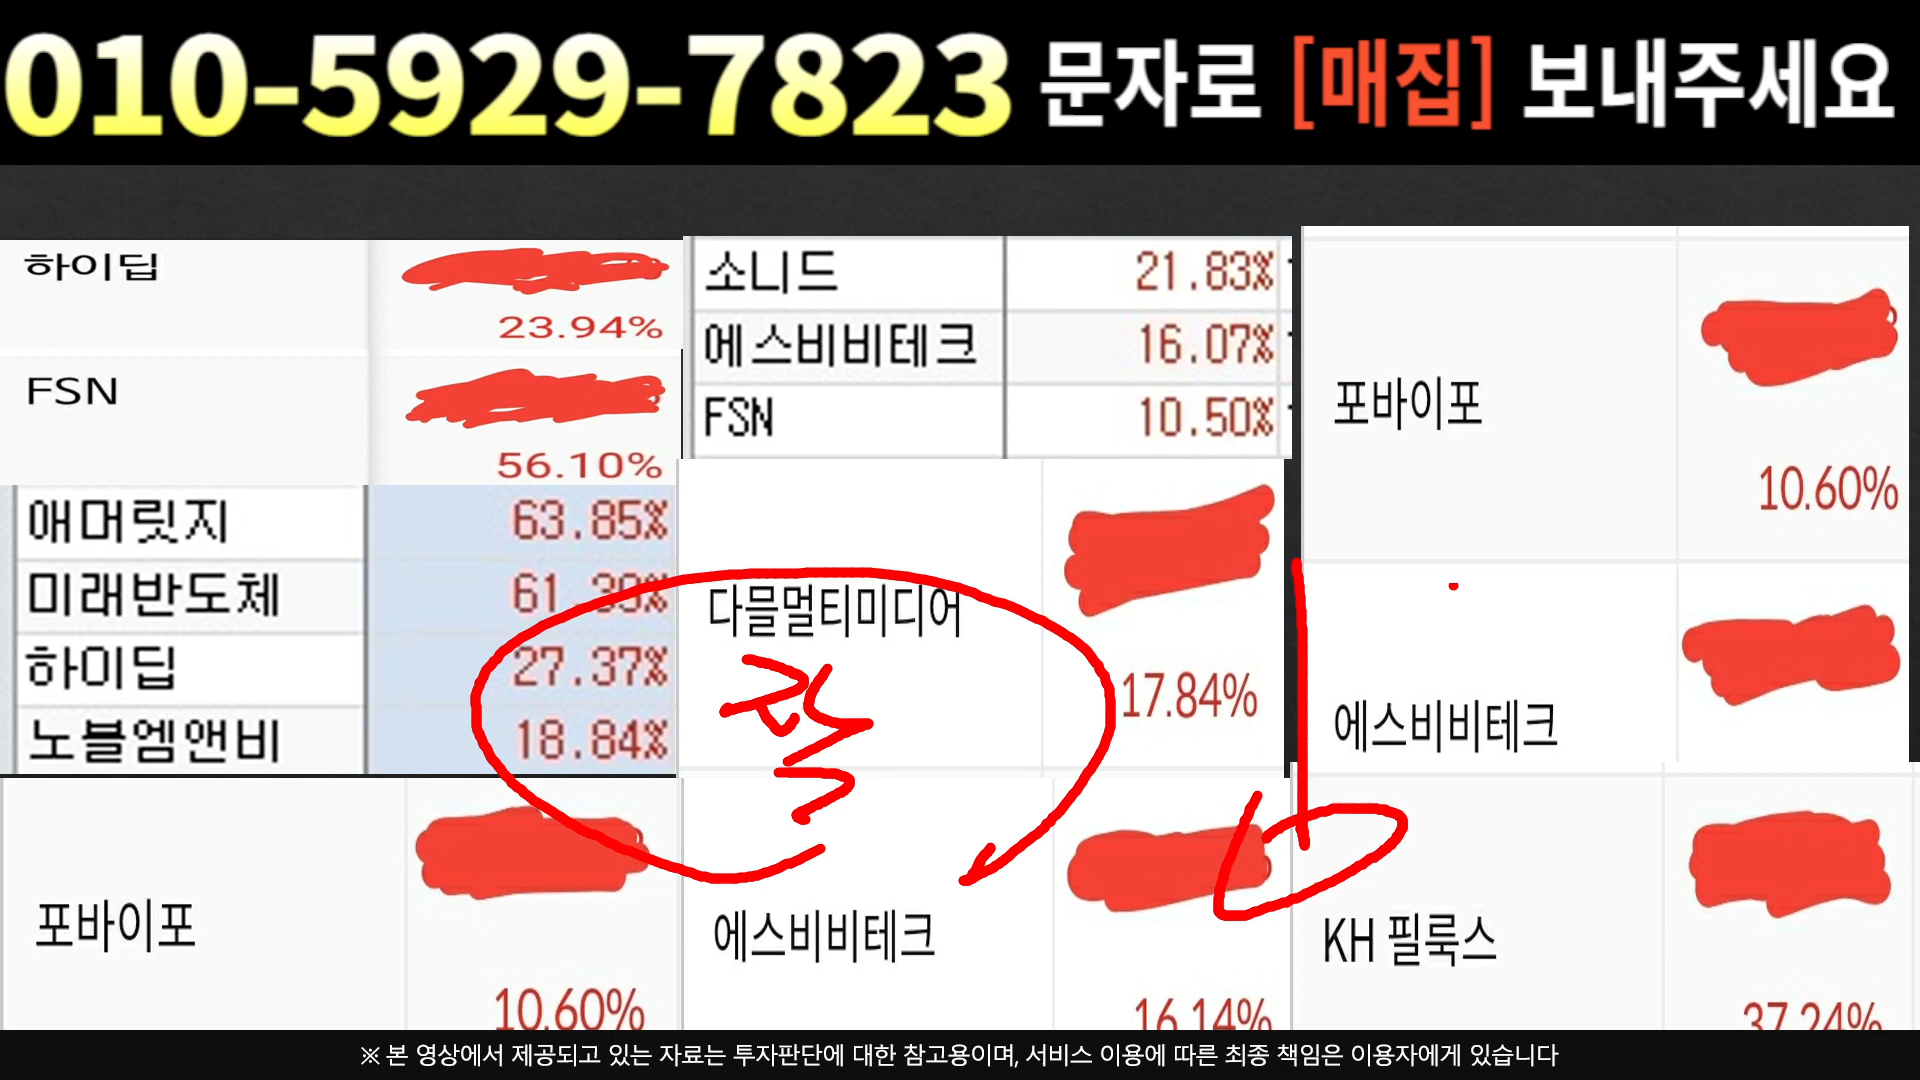 010-5929-7823 문자로 [매집] 보내주세요
하이딥
23.94%
FSN
56.10%
애머릿지 63.85%
미래반도체 61.39%
하이딥 27.37%
노블엠앤비 18.84%
소니드 21.83%
에스비비테크 16.07%
FSN 10.50%
다믈멀티미디어
17.84%
포바이포
10.60%
에스비비테크
포바이포
10.60%
에스비비테크
16.14%
KH 필룩스
37.24%
※ 본 영상에서 제공되고 있는 자료는 투자판단에 대한 참고용이며, 서비스 이용에 따른 최종 책임은 이용자에게 있습니다